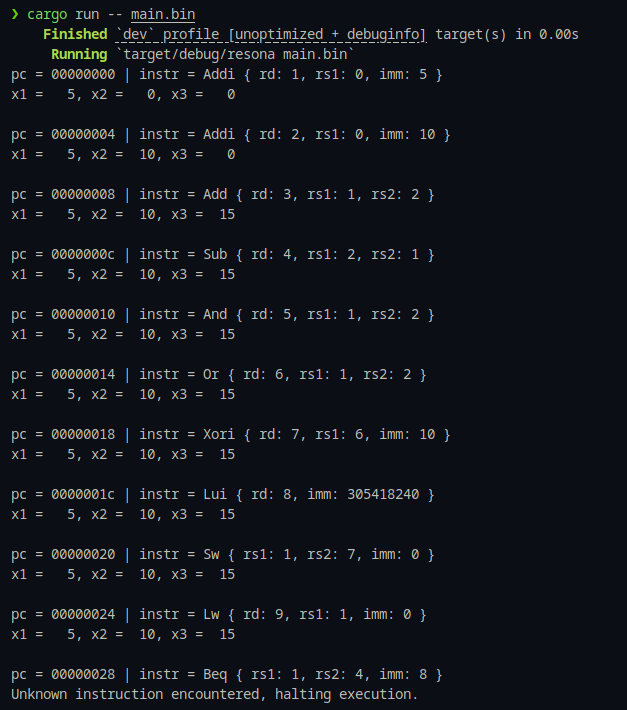 ❯ cargo run -- main.bin
    Finished `dev` profile [unoptimized + debuginfo] target(s) in 0.00s
     Running `target/debug/resona main.bin`
pc = 00000000 | instr = Addi { rd: 1, rs1: 0, imm: 5 }
x1 =   5, x2 =   0, x3 =   0
pc = 00000004 | instr = Addi { rd: 2, rs1: 0, imm: 10 }
x1 =   5, x2 =  10, x3 =   0
pc = 00000008 | instr = Add { rd: 3, rs1: 1, rs2: 2 }
x1 =   5, x2 =  10, x3 =  15
pc = 0000000c | instr = Sub { rd: 4, rs1: 2, rs2: 1 }
x1 =   5, x2 =  10, x3 =  15
pc = 00000010 | instr = And { rd: 5, rs1: 1, rs2: 2 }
x1 =   5, x2 =  10, x3 =  15
pc = 00000014 | instr = Or { rd: 6, rs1: 1, rs2: 2 }
x1 =   5, x2 =  10, x3 =  15
pc = 00000018 | instr = Xori { rd: 7, rs1: 6, imm: 10 }
x1 =   5, x2 =  10, x3 =  15
pc = 0000001c | instr = Lui { rd: 8, imm: 305418240 }
x1 =   5, x2 =  10, x3 =  15
pc = 00000020 | instr = Sw { rs1: 1, rs2: 7, imm: 0 }
x1 =   5, x2 =  10, x3 =  15
pc = 00000024 | instr = Lw { rd: 9, rs1: 1, imm: 0 }
x1 =   5, x2 =  10, x3 =  15
pc = 00000028 | instr = Beq { rs1: 1, rs2: 4, imm: 8 }
Unknown instruction encountered, halting execution.